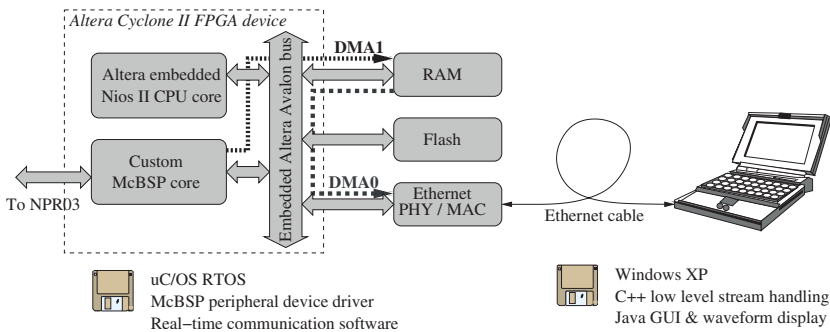 Altera Cyclone II FPGA device
Altera embedded
Nios II CPU core
Custom
McBSP core
To NPR03
Embedded Altera Avalon bus
DMA1
RAM
Flash
DMA0
Ethernet
PHY / MAC
Ethernet cable
uC/OS RTOS
McBSP peripheral device driver
Real−time communication software
Windows XP
C++ low level stream handling
Java GUI & waveform display